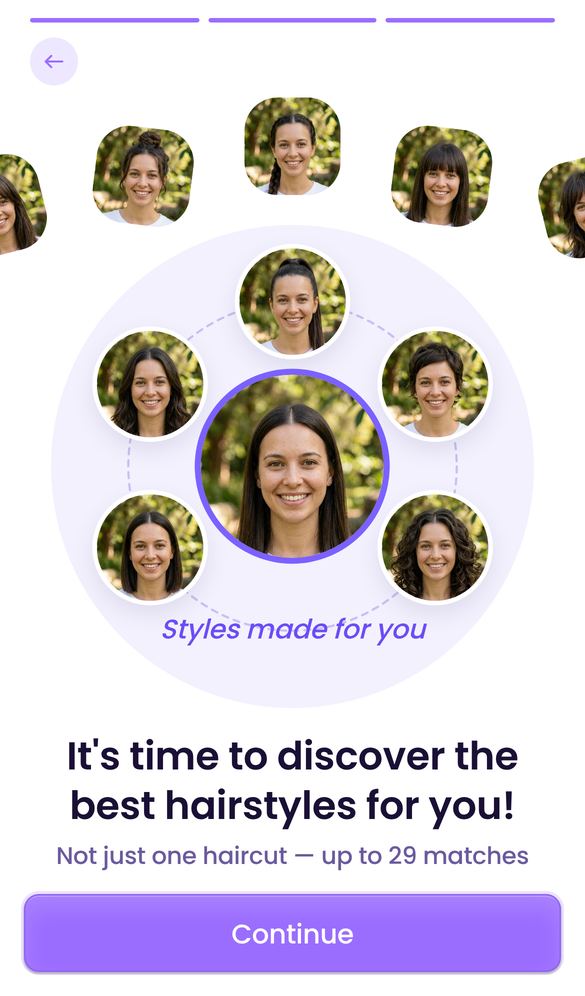 Styles made for you
It's time to discover the
best hairstyles for you!
Not just one haircut — up to 29 matches
Continue